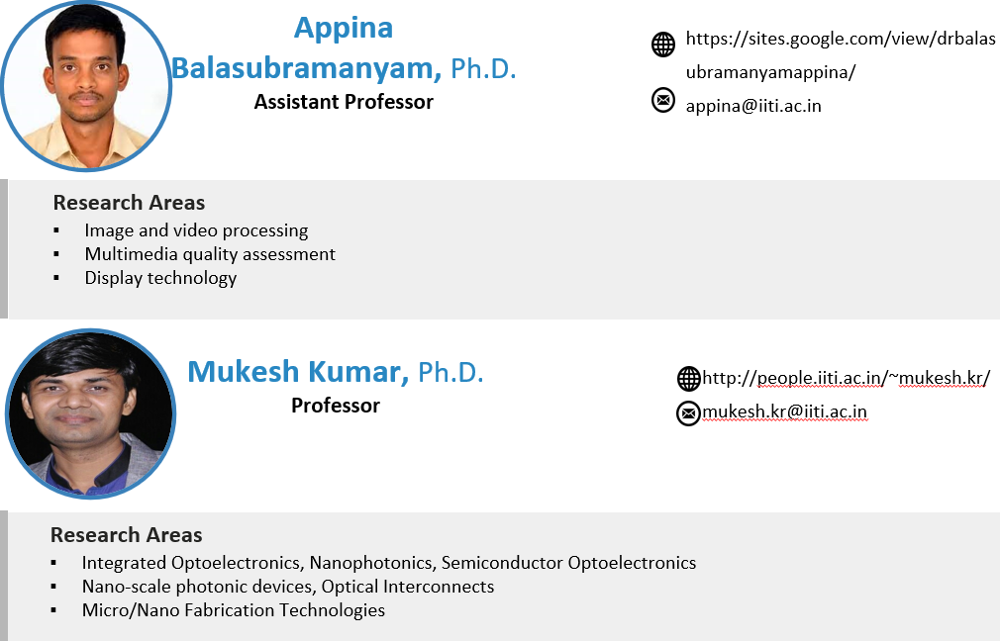 Appina
Balasubramanyam, Ph.D.
Assistant Professor
https://sites.google.com/view/drbalas
ubramanyamappina/
appina@iiti.ac.in
Research Areas
▪ Image and video processing
▪ Multimedia quality assessment
▪ Display technology
Mukesh Kumar, Ph.D.
Professor
http://people.iiti.ac.in/~mukesh.kr/
mukesh.kr@iiti.ac.in
Research Areas
▪ Integrated Optoelectronics, Nanophotonics, Semiconductor Optoelectronics
▪ Nano-scale photonic devices, Optical Interconnects
▪ Micro/Nano Fabrication Technologies